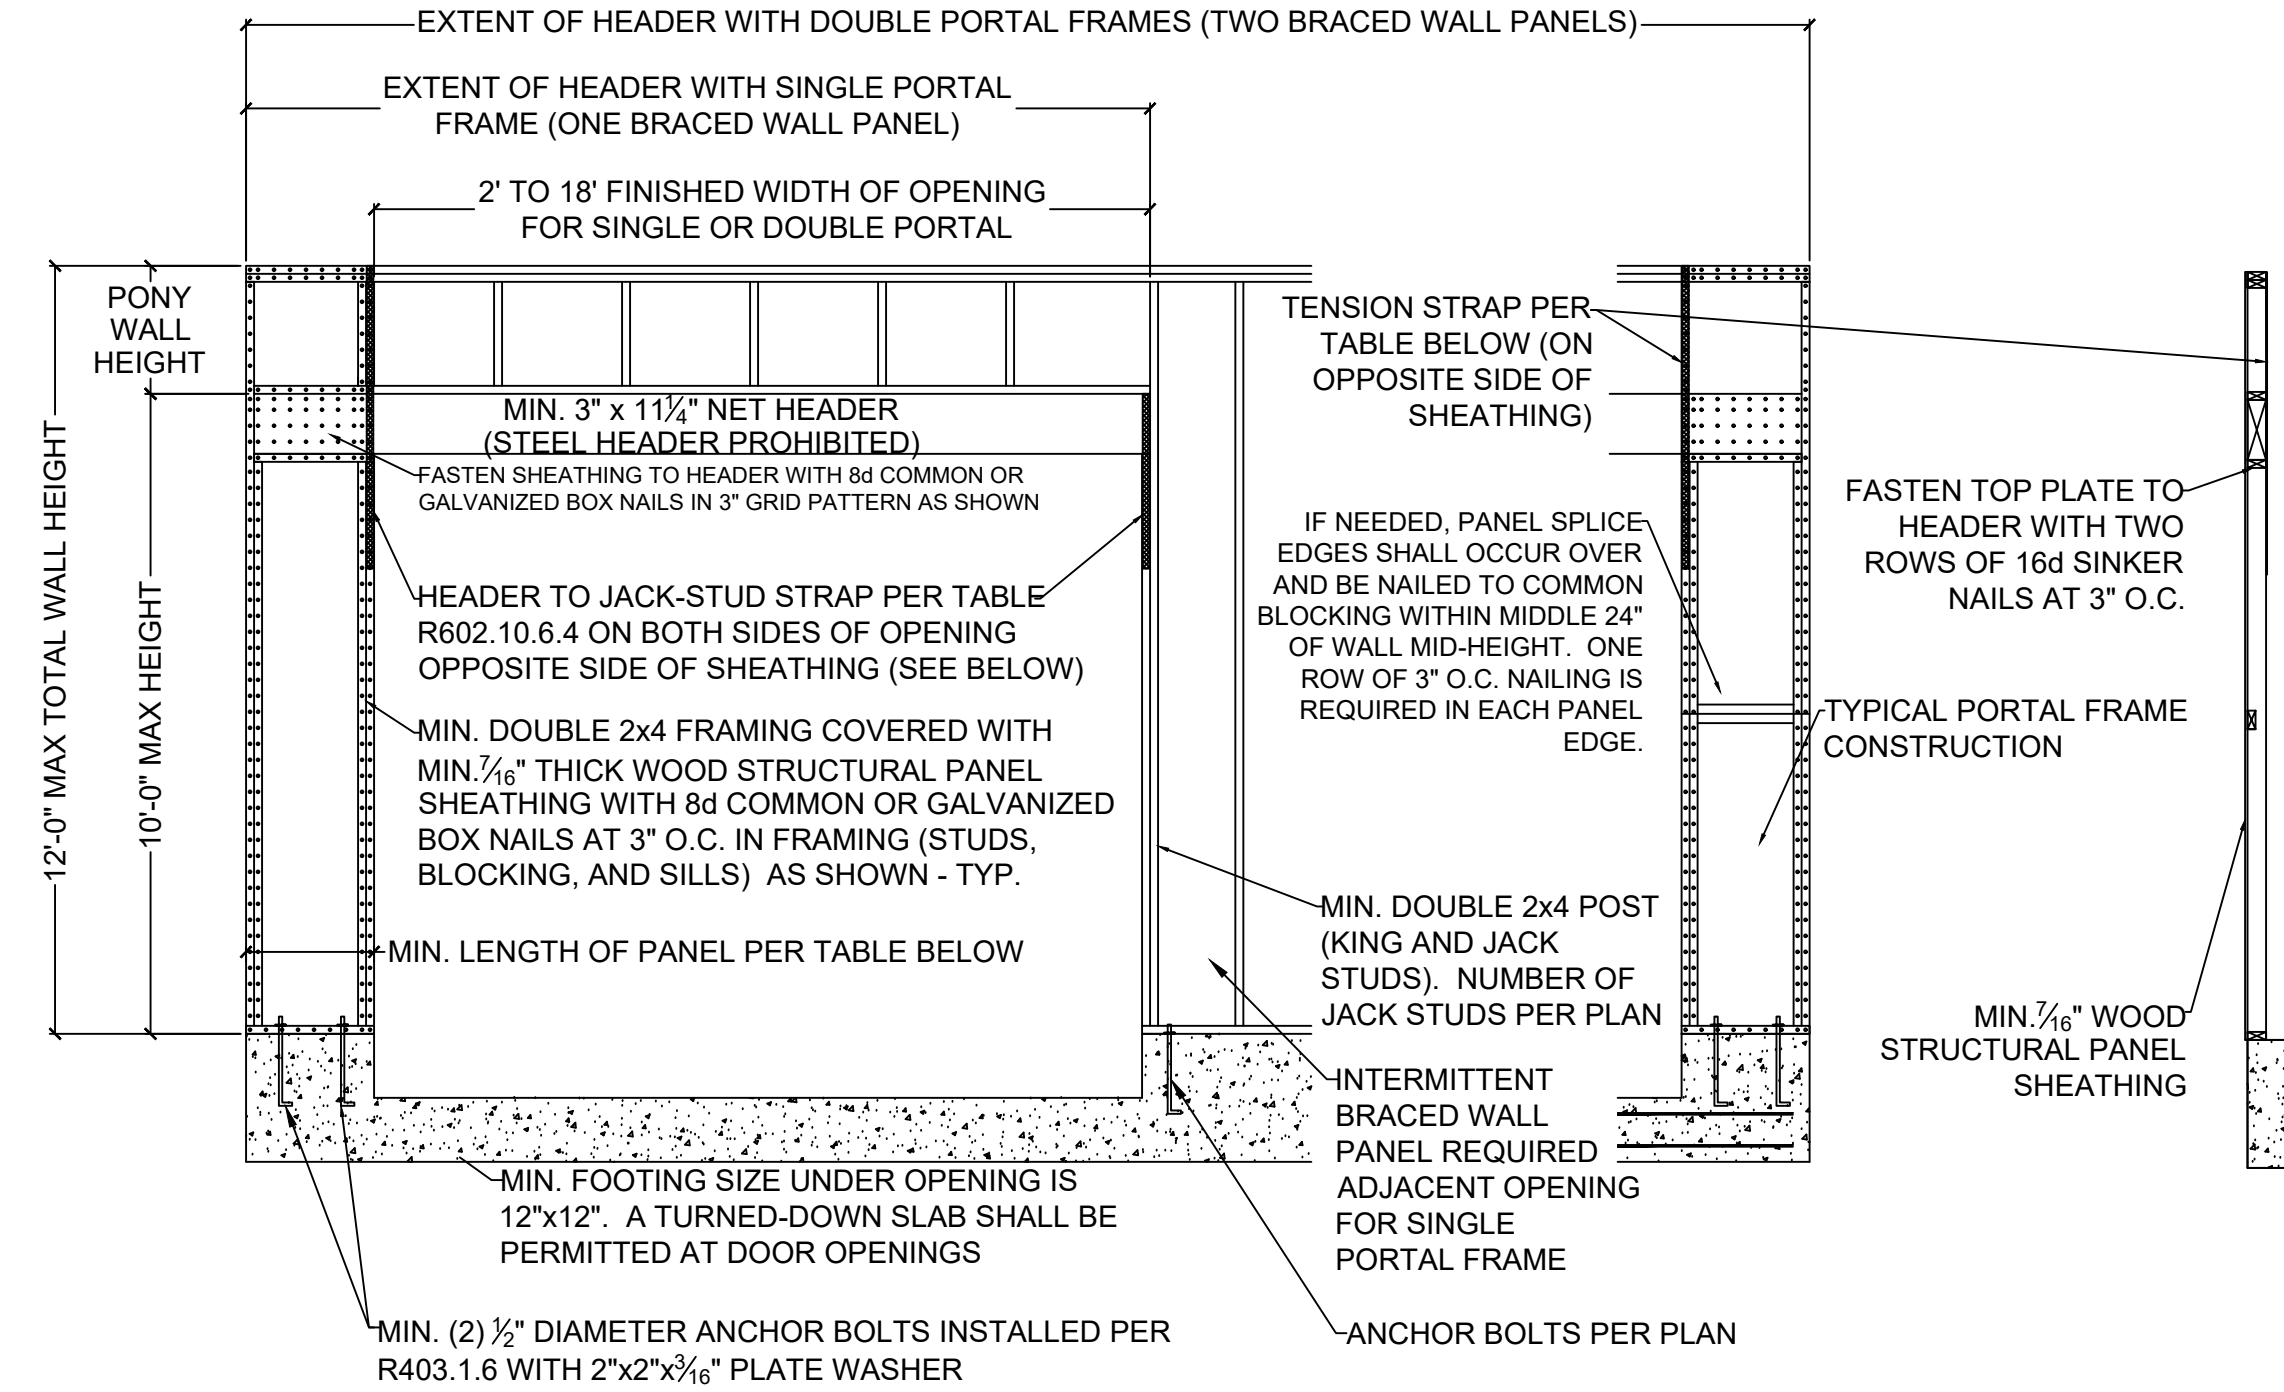 EXTENT OF HEADER WITH DOUBLE PORTAL FRAMES (TWO BRACED WALL PANELS)
EXTENT OF HEADER WITH SINGLE PORTAL
FRAME (ONE BRACED WALL PANEL)
2' TO 18' FINISHED WIDTH OF OPENING
FOR SINGLE OR DOUBLE PORTAL
PONY
WALL
HEIGHT
12'-0" MAX TOTAL WALL HEIGHT
10'-0" MAX HEIGHT
MIN. 3" x 11¼" NET HEADER
(STEEL HEADER PROHIBITED)
FASTEN SHEATHING TO HEADER WITH 8d COMMON OR
GALVANIZED BOX NAILS IN 3" GRID PATTERN AS SHOWN
HEADER TO JACK-STUD STRAP PER TABLE
R602.10.6.4 ON BOTH SIDES OF OPENING
OPPOSITE SIDE OF SHEATHING (SEE BELOW)
MIN. DOUBLE 2x4 FRAMING COVERED WITH
MIN.⁷⁄₁₆" THICK WOOD STRUCTURAL PANEL
SHEATHING WITH 8d COMMON OR GALVANIZED
BOX NAILS AT 3" O.C. IN FRAMING (STUDS,
BLOCKING, AND SILLS) AS SHOWN - TYP.
MIN. LENGTH OF PANEL PER TABLE BELOW
MIN. FOOTING SIZE UNDER OPENING IS
12"x12". A TURNED-DOWN SLAB SHALL BE
PERMITTED AT DOOR OPENINGS
MIN. (2) ½" DIAMETER ANCHOR BOLTS INSTALLED PER
R403.1.6 WITH 2"x2"x³⁄₁₆" PLATE WASHER
TENSION STRAP PER
TABLE BELOW (ON
OPPOSITE SIDE OF
SHEATHING)
IF NEEDED, PANEL SPLICE
EDGES SHALL OCCUR OVER
AND BE NAILED TO COMMON
BLOCKING WITHIN MIDDLE 24"
OF WALL MID-HEIGHT. ONE
ROW OF 3" O.C. NAILING IS
REQUIRED IN EACH PANEL
EDGE.
MIN. DOUBLE 2x4 POST
(KING AND JACK
STUDS). NUMBER OF
JACK STUDS PER PLAN
INTERMITTENT
BRACED WALL
PANEL REQUIRED
ADJACENT OPENING
FOR SINGLE
PORTAL FRAME
ANCHOR BOLTS PER PLAN
FASTEN TOP PLATE TO
HEADER WITH TWO
ROWS OF 16d SINKER
NAILS AT 3" O.C.
TYPICAL PORTAL FRAME
CONSTRUCTION
MIN.⁷⁄₁₆" WOOD
STRUCTURAL PANEL
SHEATHING